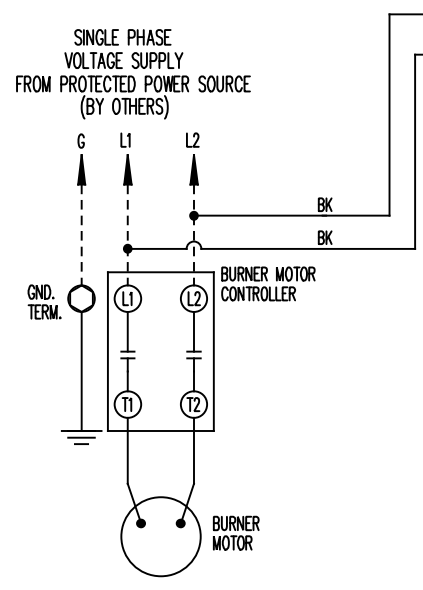 SINGLE PHASE
VOLTAGE SUPPLY
FROM PROTECTED POWER SOURCE
(BY OTHERS)
G L1 L2
BK
BK
BURNER MOTOR
CONTROLLER
GND.
TERM.
L1 L2
T1 T2
BURNER
MOTOR